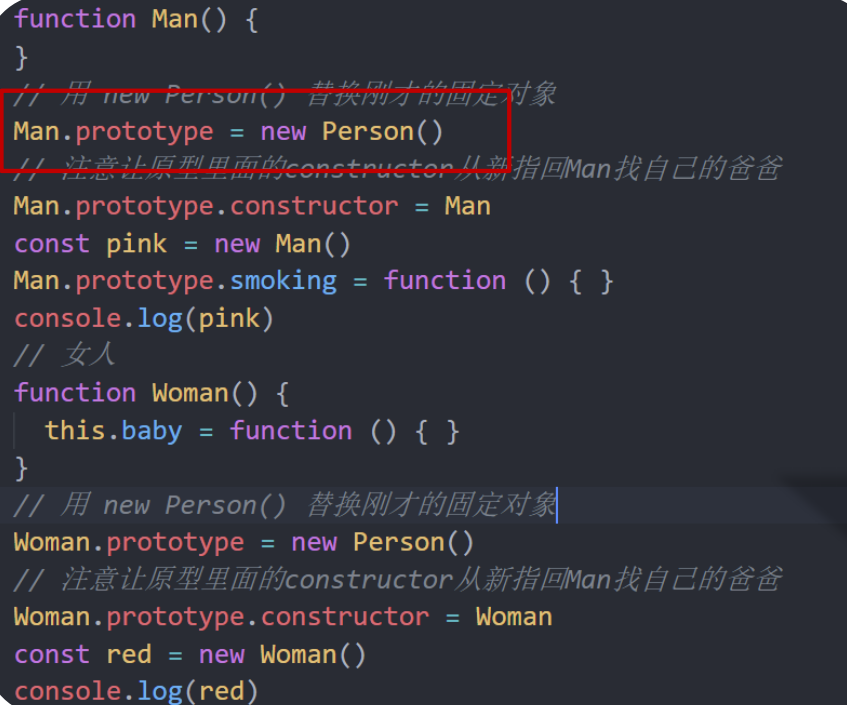 function Man() {
}
// 用 new Person() 替换刚才的固定对象
Man.prototype = new Person()
// 注意让原型里面的constructor从新指回Man找自己的爸爸
Man.prototype.constructor = Man
const pink = new Man()
Man.prototype.smoking = function () { }
console.log(pink)
// 女人
function Woman() {
  this.baby = function () { }
}
// 用 new Person() 替换刚才的固定对象
Woman.prototype = new Person()
// 注意让原型里面的constructor从新指回Man找自己的爸爸
Woman.prototype.constructor = Woman
const red = new Woman()
console.log(red)